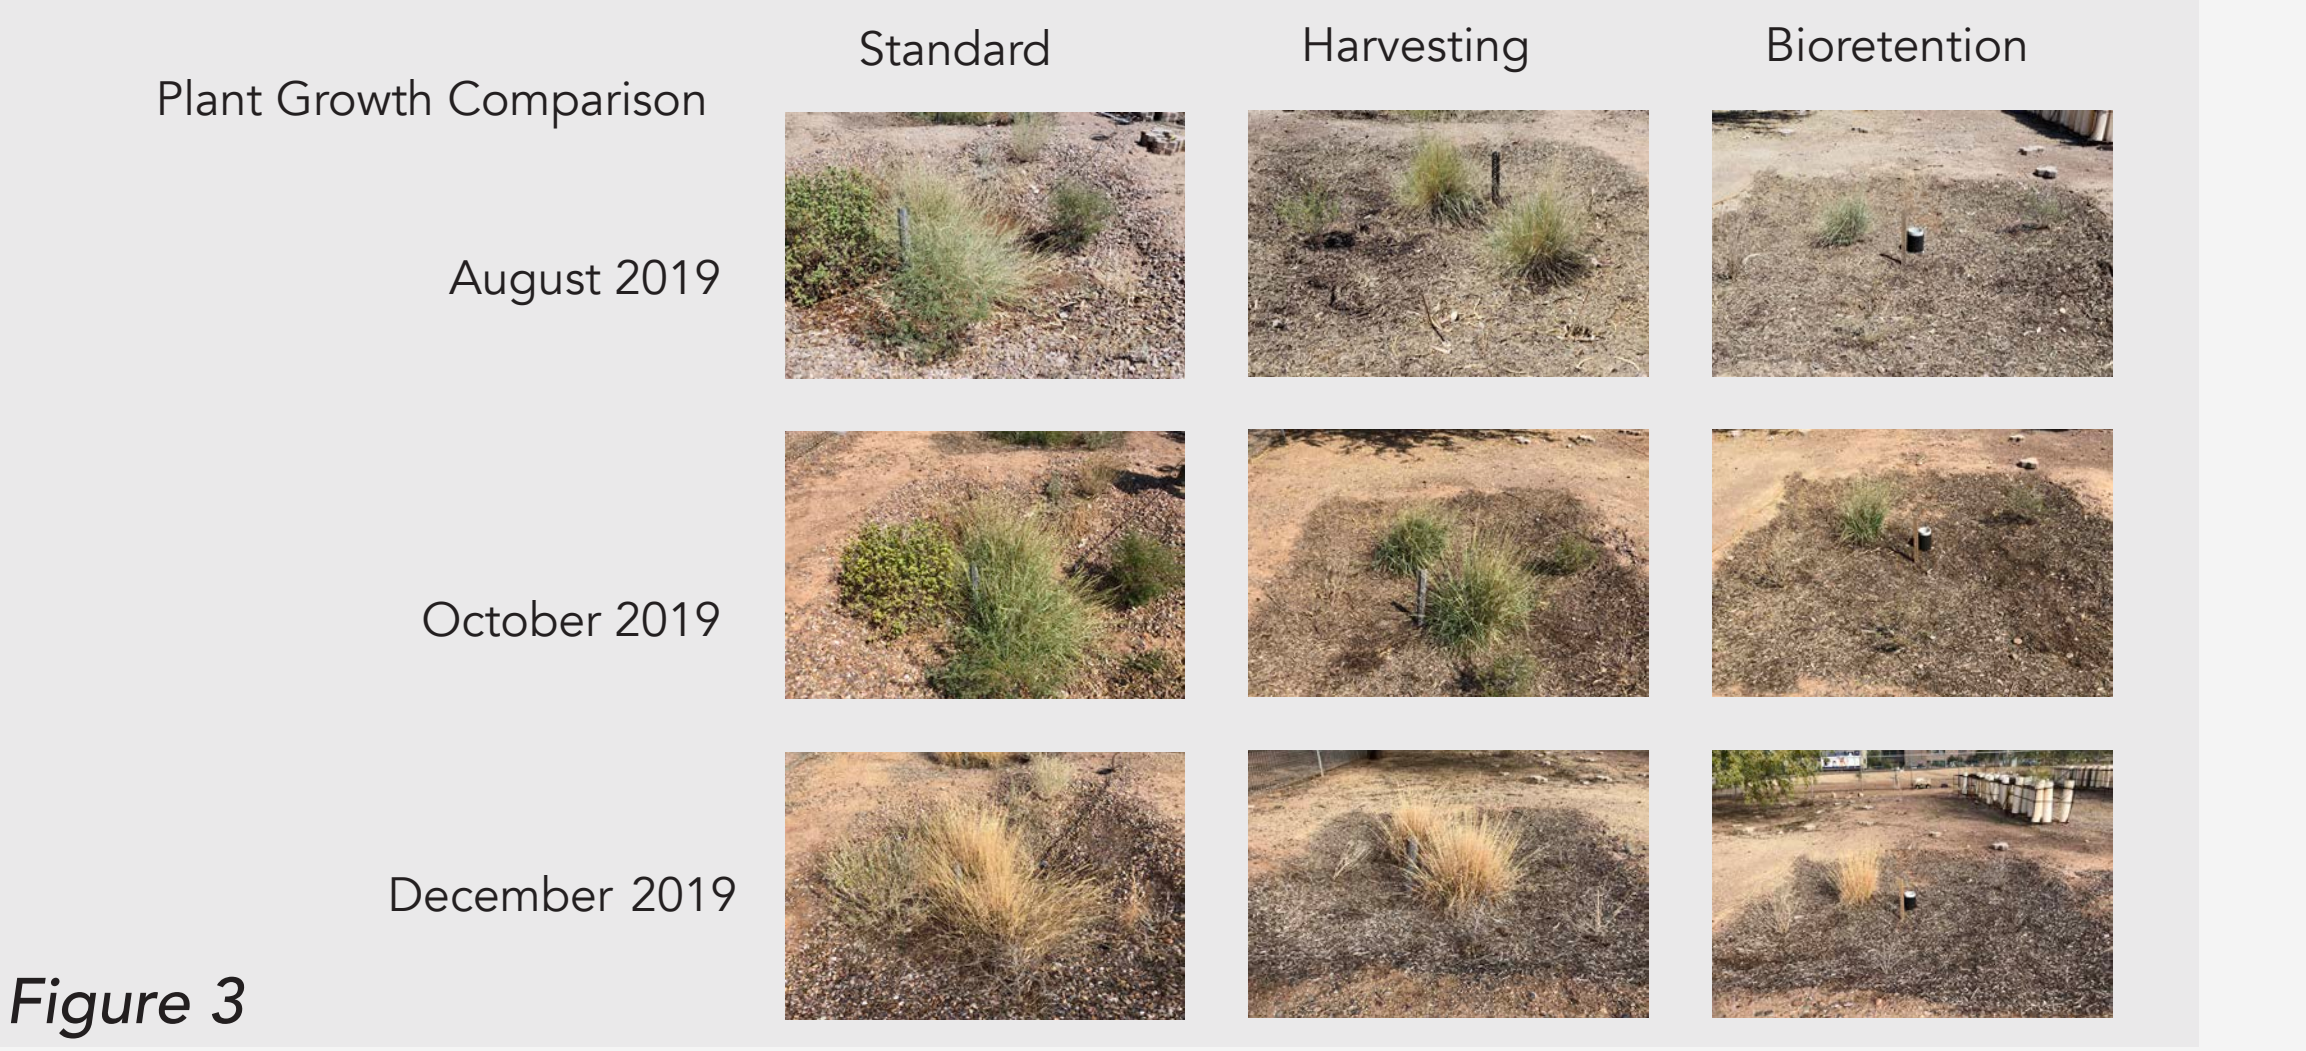 Standard
Harvesting
Bioretention
Plant Growth Comparison
August 2019
October 2019
December 2019
Figure 3